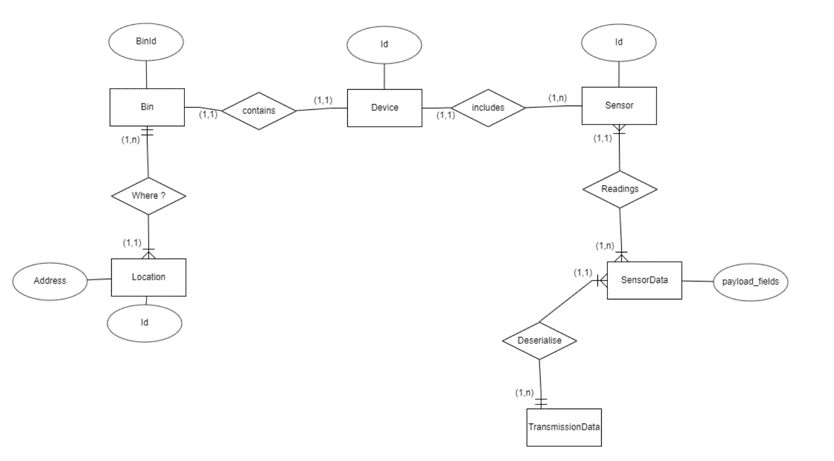 BinId
Id
Id
Bin
(1,1)
contains
(1,1)
Device
(1,1)
includes
(1,n)
Sensor
(1,n)
(1,1)
Where ?
Readings
(1,1)
(1,n)
Address
Location
(1,1)
SensorData
payload_fields
Id
Deserialise
(1,n)
TransmissionData